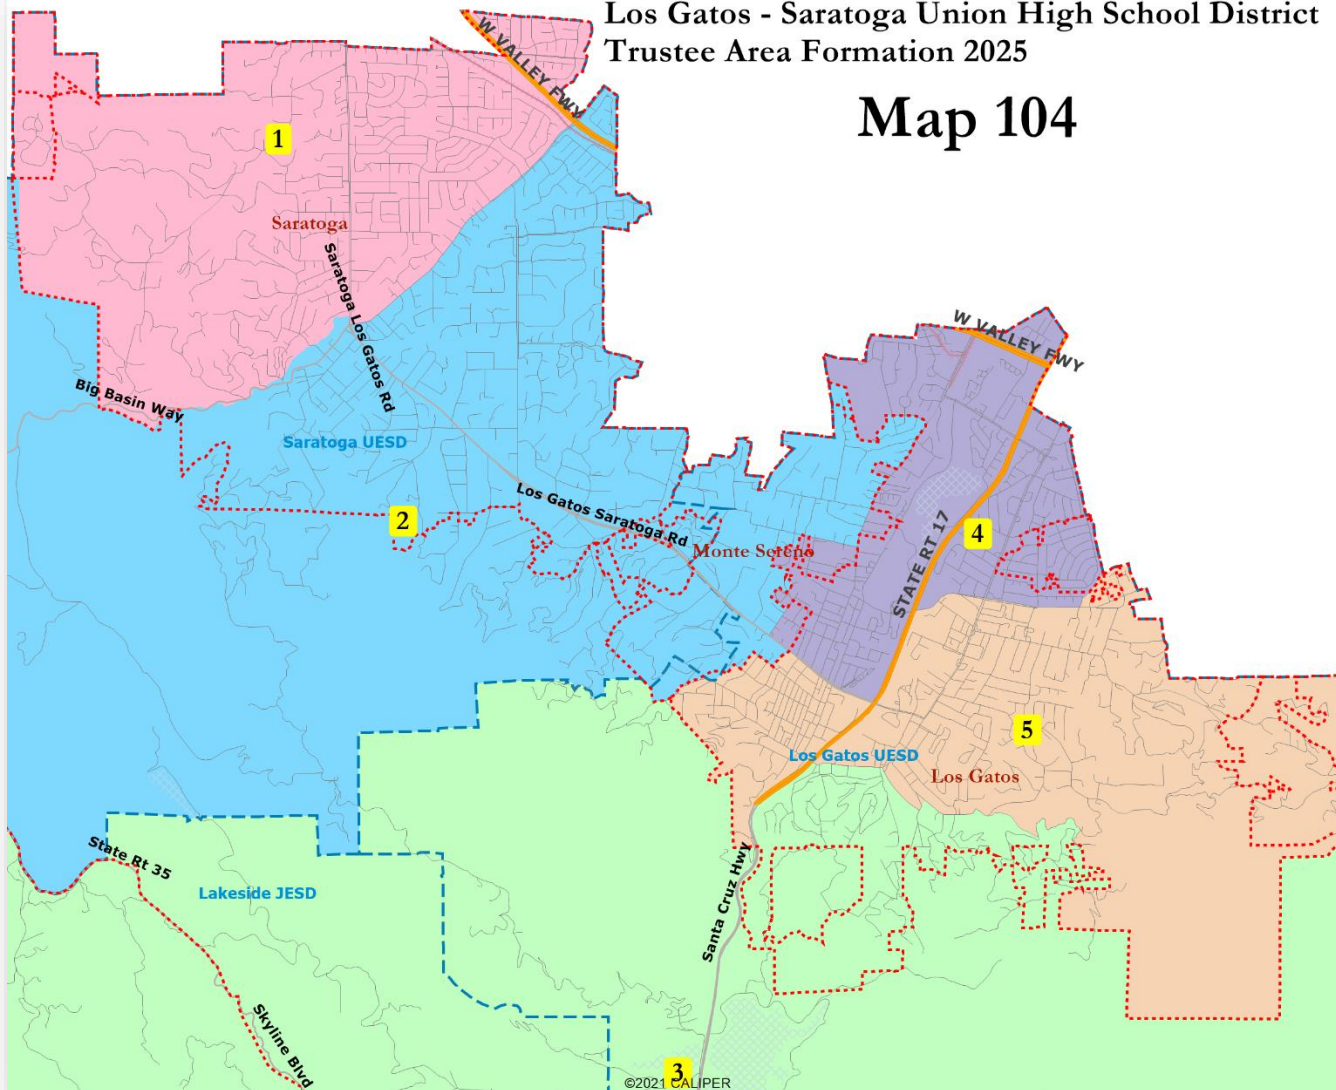 Los Gatos - Saratoga Union High School District
Trustee Area Formation 2025
Map 104
W VALLEY FWY
1
Saratoga
Saratoga Los Gatos Rd
W VALLEY FWY
Big Basin Way
Saratoga UESD
2
Los Gatos Saratoga Rd
STATE RT 17
4
Monte Sereno
5
Los Gatos UESD
Los Gatos
State Rt 35
Lakeside JESD
Santa Cruz Hwy
Skyline Blvd
3
©2021 CALIPER